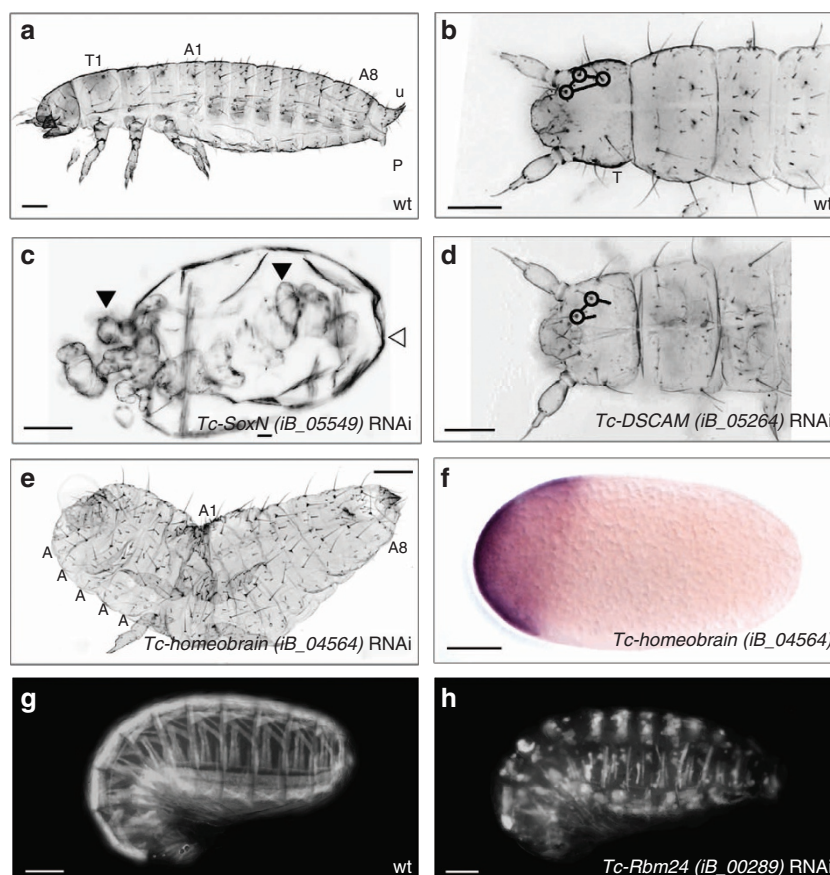 a
T1
A1
A8
u
P
wt
b
T
wt
c
Tc-SoxN (iB_05549) RNAi
d
Tc-DSCAM (iB_05264) RNAi
e
A1
A8
A
A
A
A
A
Tc-homeobrain (iB_04564) RNAi
f
Tc-homeobrain (iB_04564)
g
wt
h
Tc-Rbm24 (iB_00289) RNAi